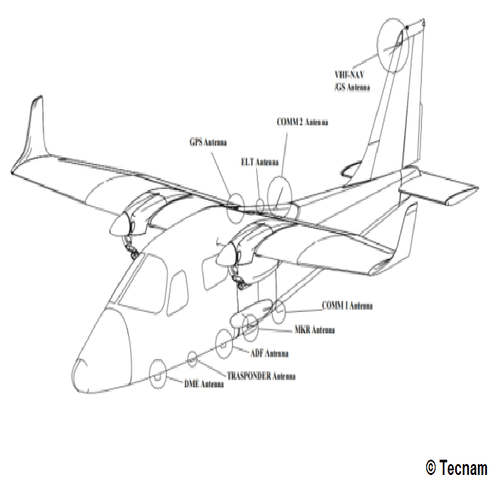 VHF-NAV
/GS Antenna
COMM 2 Antenna
GPS Antenna
ELT Antenna
COMM 1 Antenna
MKR Antenna
ADF Antenna
TRASPONDER Antenna
DME Antenna
© Tecnam